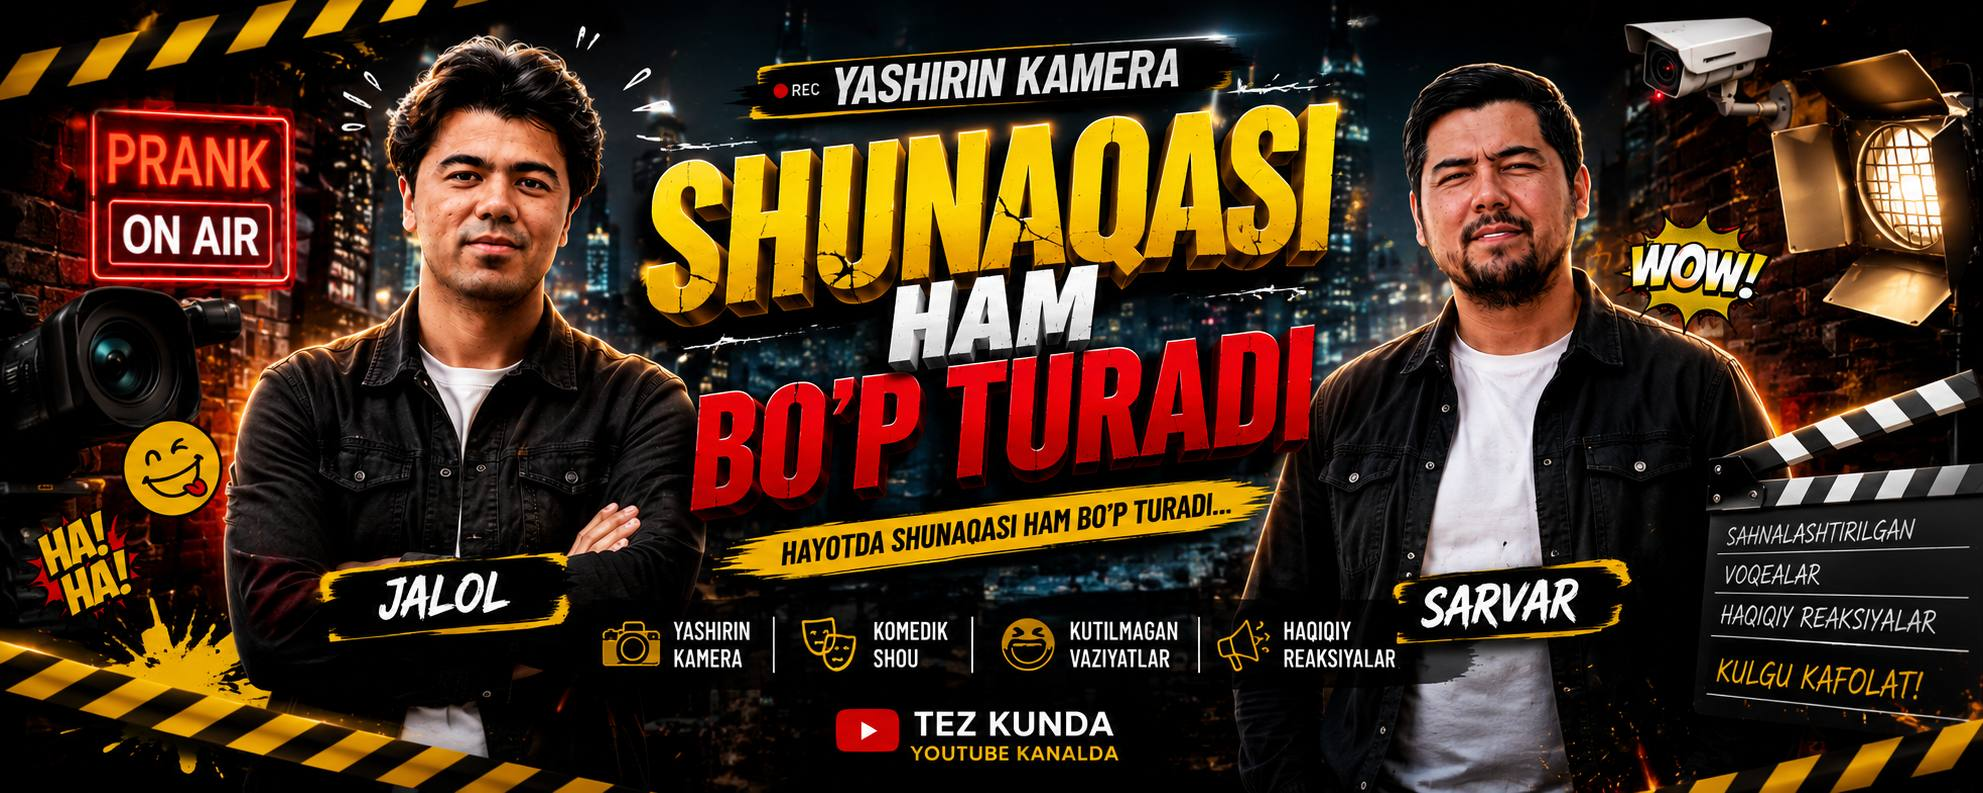 PRANK
ON AIR
HA!
HA!
JALOL
REC YASHIRIN KAMERA
SHUNAQASI
HAM
BO'P TURADI
HAYOTDA SHUNAQASI HAM BO'P TURADI...
YASHIRIN
KAMERA
KOMEDIK
SHOU
KUTILMAGAN
VAZIYATLAR
HAQIQIY
REAKSIYALAR
TEZ KUNDA
YOUTUBE KANALDA
WOW!
SARVAR
SAHNALASHTIRILGAN
VOQEALAR
HAQIQIY REAKSIYALAR
KULGU KAFOLAT!